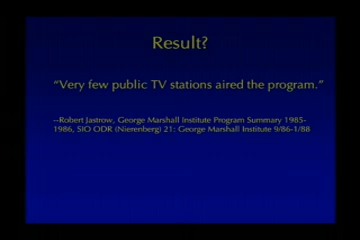 Result?
“Very few public TV stations aired the program.”
--Robert Jastrow, George Marshall Institute Program Summary 1985-
1986, SIO ODR (Nierenberg) 21: George Marshall Institute 9/86-1/88